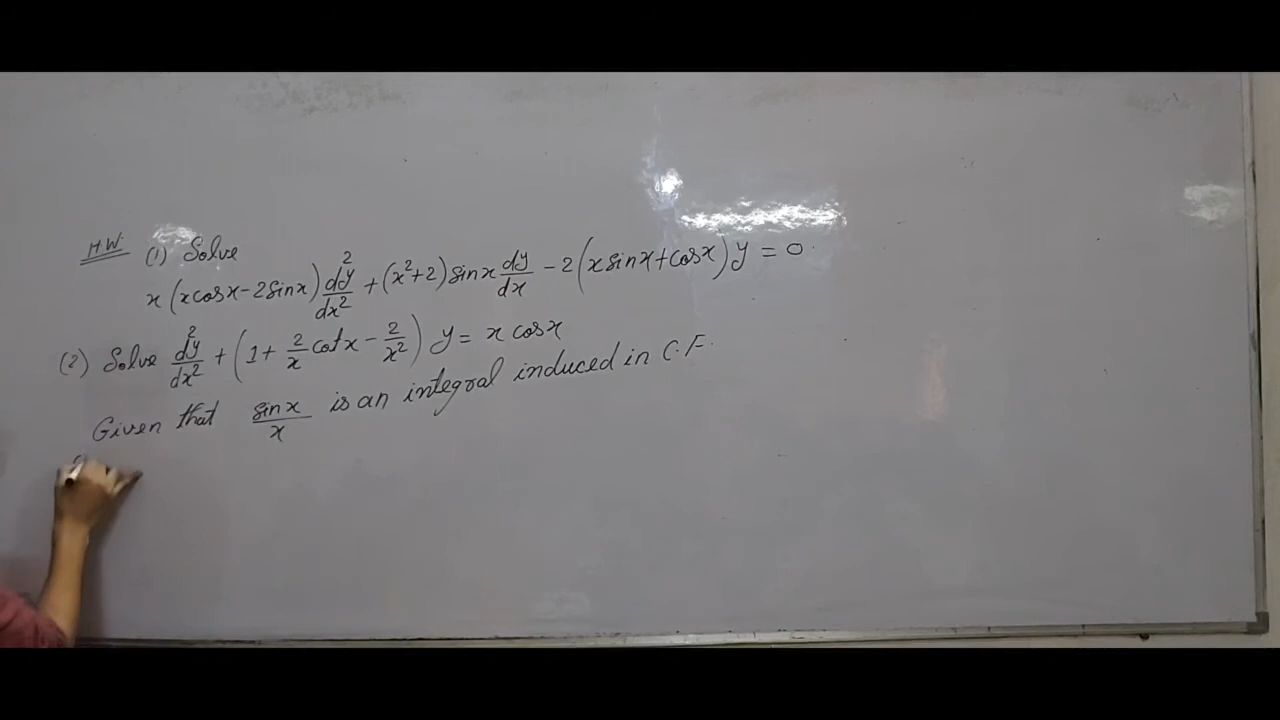 H.W. (1) Solve
x(xcosx-2sinx) d²y/dx² + (x²+2)sinx dy/dx - 2(xsinx+cosx)y = 0.
(2) Solve d²y/dx² + (1 + 2/x cotx - 2/x²) y = x cosx
Given that sinx/x is an integral induced in C.F.